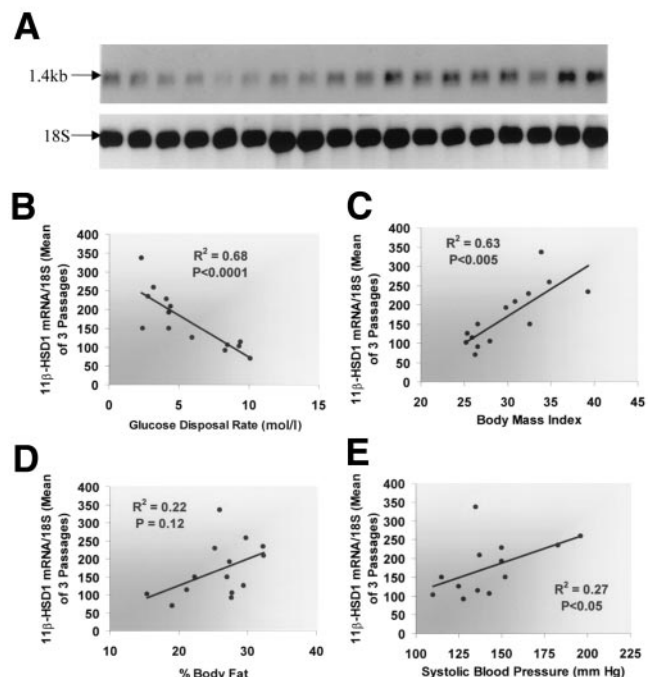 A
1.4kb
18S
B
11β-HSD1 mRNA/18S (Mean
of 3 Passages)
400
350
300
250
200
150
100
50
0
R² = 0.68
P<0.0001
0
5
10
15
Glucose Disposal Rate (mol/l)
C
11β-HSD1 mRNA/18S (Mean
of 3 Passages)
400
350
300
250
200
150
100
50
0
R² = 0.63
P<0.005
20
25
30
35
40
45
Body Mass Index
D
11β-HSD1 mRNA/18S (Mean
of 3 Passages)
400
350
300
250
200
150
100
50
0
R² = 0.22
P = 0.12
10
20
30
40
% Body Fat
E
11β-HSD1 mRNA/18S (Mean
of 3 Passages)
400
350
300
250
200
150
100
50
0
R² = 0.27
P<0.05
100
125
150
175
200
225
Systolic Blood Pressure (mm Hg)